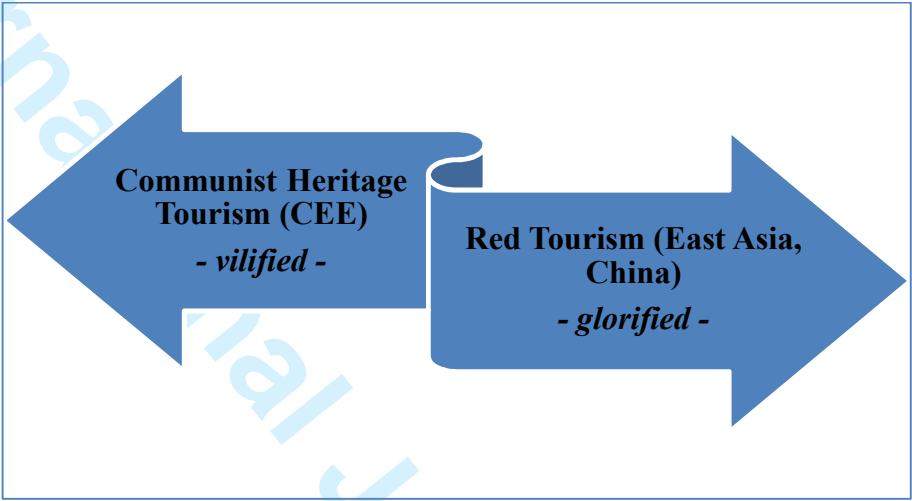 Communist Heritage
Tourism (CEE)
- vilified -
Red Tourism (East Asia,
China)
- glorified -